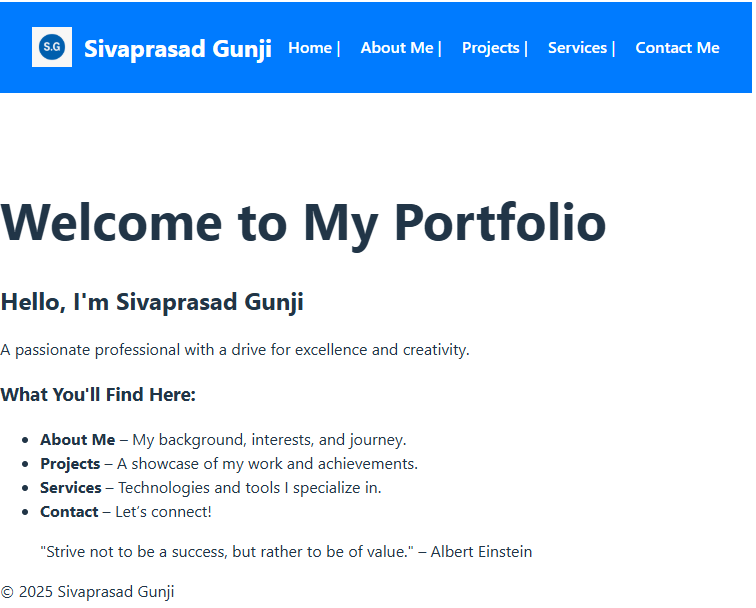 S.G Sivaprasad Gunji Home | About Me | Projects | Services | Contact Me
Welcome to My Portfolio
Hello, I'm Sivaprasad Gunji
A passionate professional with a drive for excellence and creativity.
What You'll Find Here:
• About Me – My background, interests, and journey.
• Projects – A showcase of my work and achievements.
• Services – Technologies and tools I specialize in.
• Contact – Let’s connect!
"Strive not to be a success, but rather to be of value." – Albert Einstein
© 2025 Sivaprasad Gunji